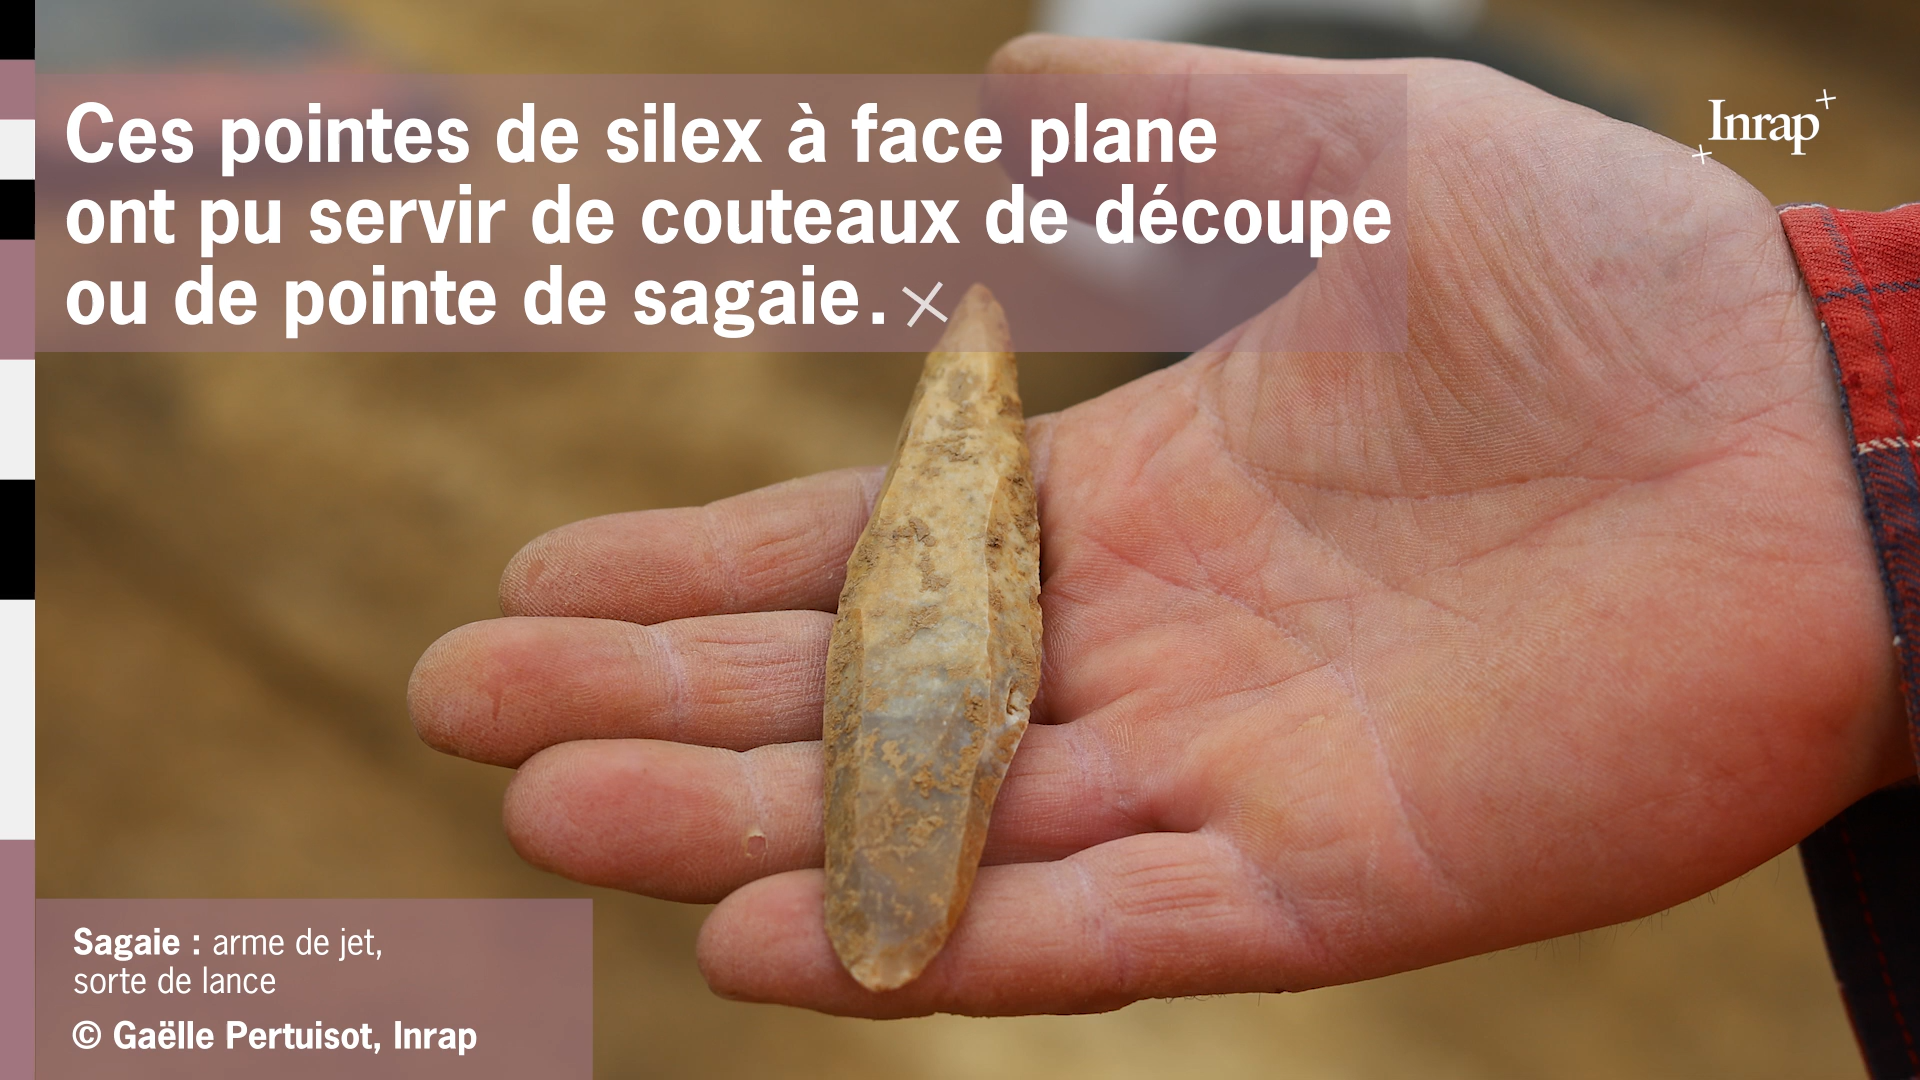 Ces pointes de silex à face plane
ont pu servir de couteaux de découpe
ou de pointe de sagaie.
Inrap
Sagaie : arme de jet,
sorte de lance
© Gaëlle Pertuisot, Inrap